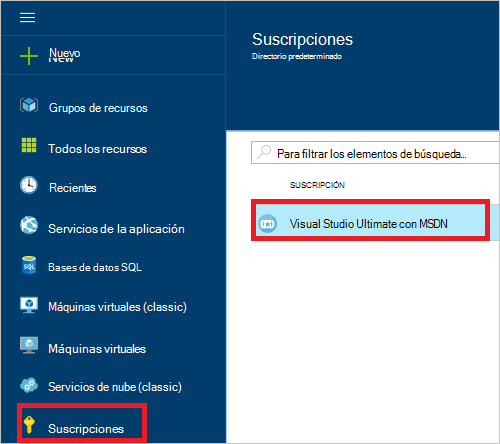 Nuevo
New
Grupos de recursos
Todos los recursos
Recientes
Servicios de la aplicación
SQL
Bases de datos SQL
Máquinas virtuales (classic)
Máquinas virtuales
Servicios de nube (classic)
Suscripciones
Suscripciones
Directorio predeterminado
Para filtrar los elementos de búsqueda...
SUSCRIPCIÓN
Visual Studio Ultimate con MSDN